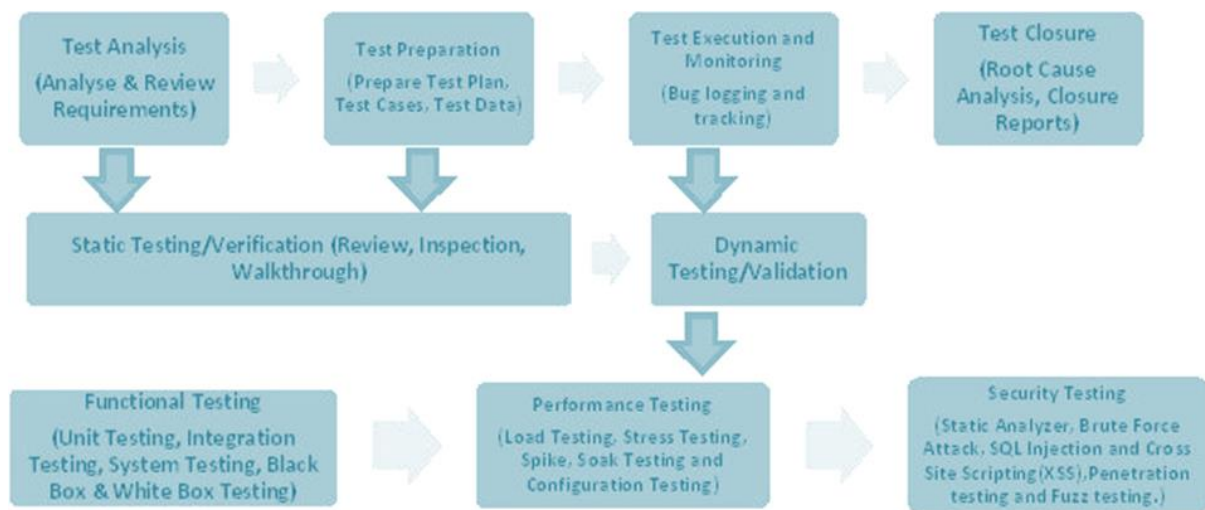 Test Analysis
(Analyse & Review
Requirements)
Test Preparation
(Prepare Test Plan,
Test Cases, Test Data)
Test Execution and
Monitoring
(Bug logging and
tracking)
Test Closure
(Root Cause
Analysis, Closure
Reports)
Static Testing/Verification (Review, Inspection,
Walkthrough)
Dynamic
Testing/Validation
Functional Testing
(Unit Testing, Integration
Testing, System Testing, Black
Box & White Box Testing)
Performance Testing
(Load Testing, Stress Testing,
Spike, Soak Testing and
Configuration Testing)
Security Testing
(Static Analyzer, Brute Force
Attack, SQL Injection and Cross
Site Scripting(XSS),Penetration
testing and Fuzz testing.)